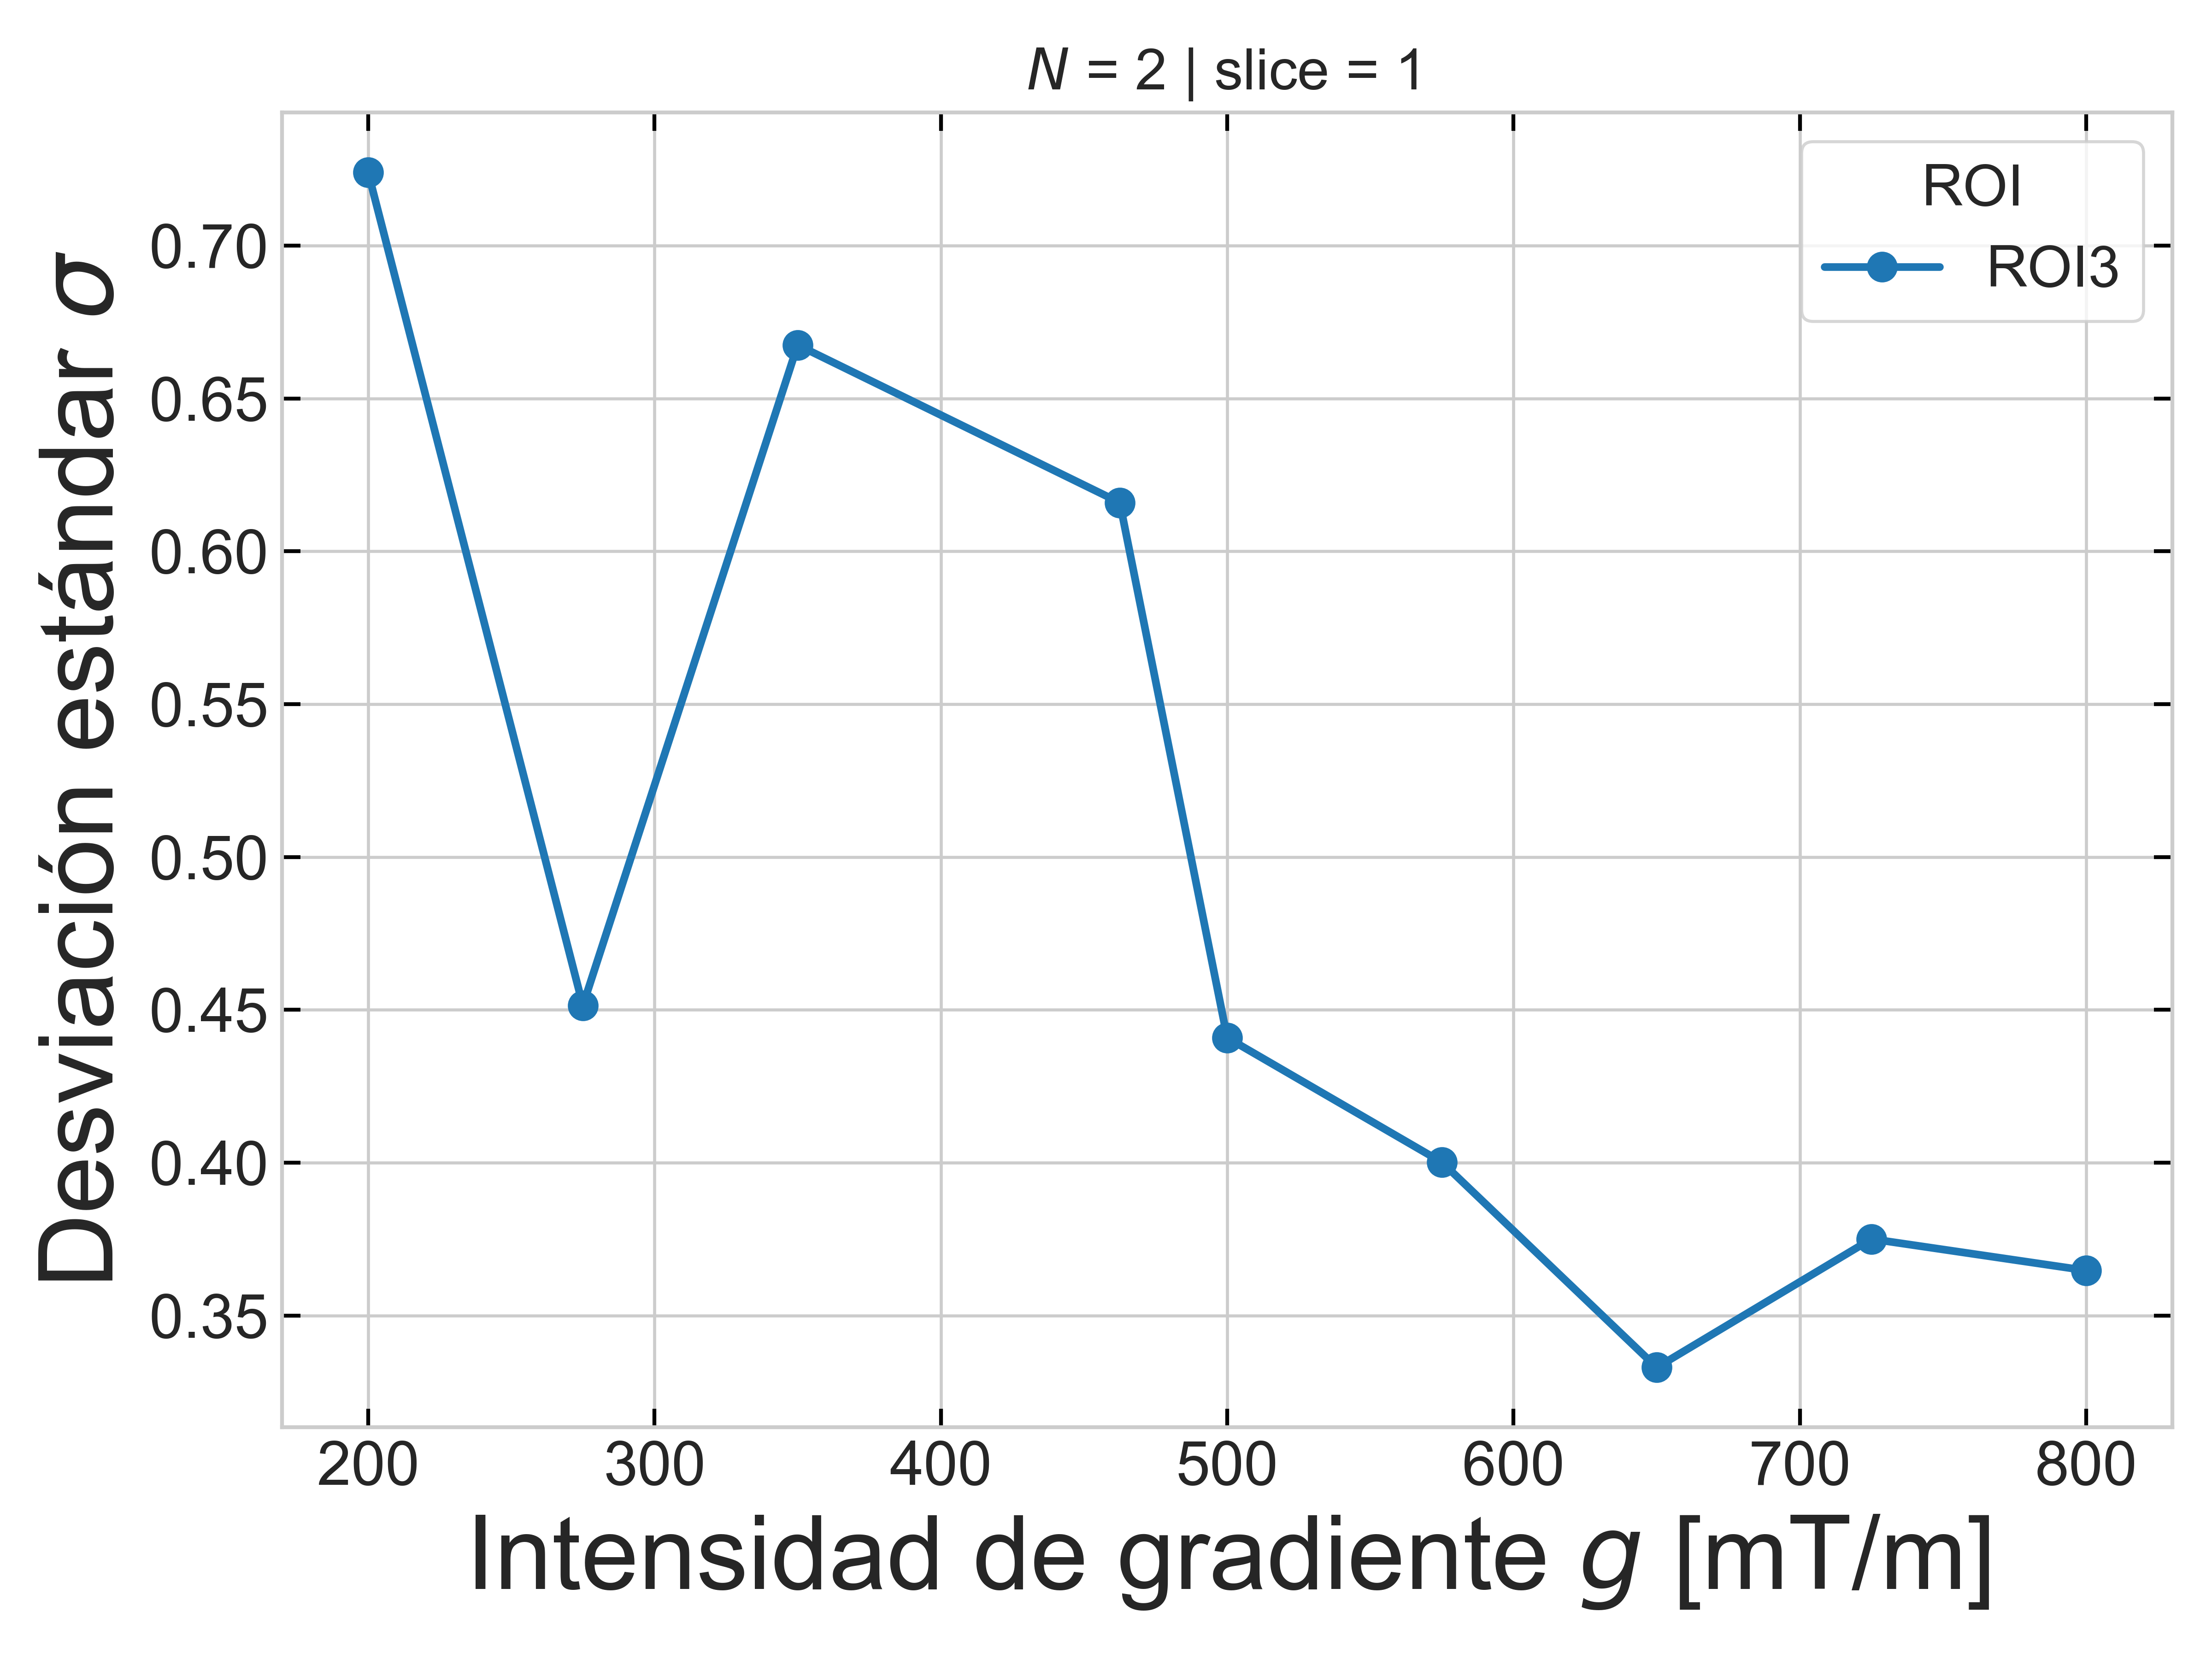 N = 2 | slice = 1
ROI
ROI3
Desviación estándar σ
0.70
0.65
0.60
0.55
0.50
0.45
0.40
0.35
200 300 400 500 600 700 800
Intensidad de gradiente g [mT/m]